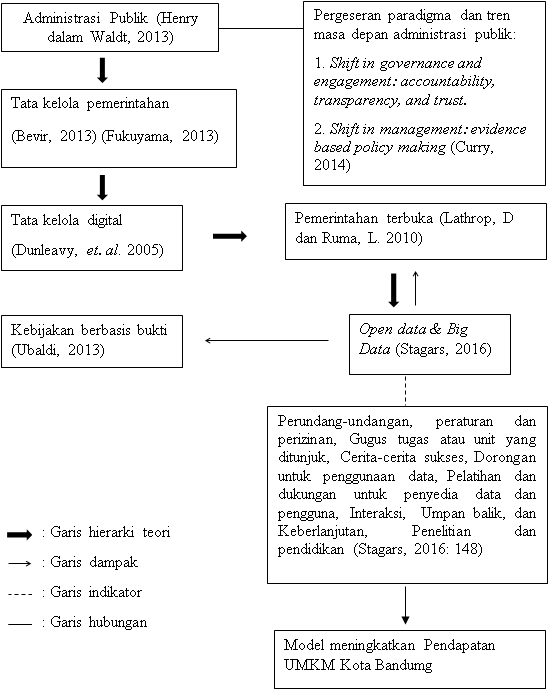 Administrasi Publik (Henry
dalam Waldt, 2013)
Pergeseran paradigma dan tren
masa depan administrasi publik:
1. Shift in governance and
engagement: accountability,
transparency, and trust.
2. Shift in management: evidence
based policy making (Curry,
2014)
Tata kelola pemerintahan
(Bevir, 2013) (Fukuyama, 2013)
Tata kelola digital
(Dunleavy, et. al. 2005)
Pemerintahan terbuka (Lathrop, D
dan Ruma, L. 2010)
Kebijakan berbasis bukti
(Ubaldi, 2013)
Open data & Big
Data (Stagars, 2016)
Perundang-undangan, peraturan dan
perizinan, Gugus tugas atau unit yang
ditunjuk, Cerita-cerita sukses, Dorongan
untuk penggunaan data, Pelatihan dan
dukungan untuk penyedia data dan
pengguna, Interaksi, Umpan balik, dan
Keberlanjutan, Penelitian dan
pendidikan (Stagars, 2016: 148)
: Garis hierarki teori
: Garis dampak
: Garis indikator
: Garis hubungan
Model meningkatkan Pendapatan
UMKM Kota Bandumg